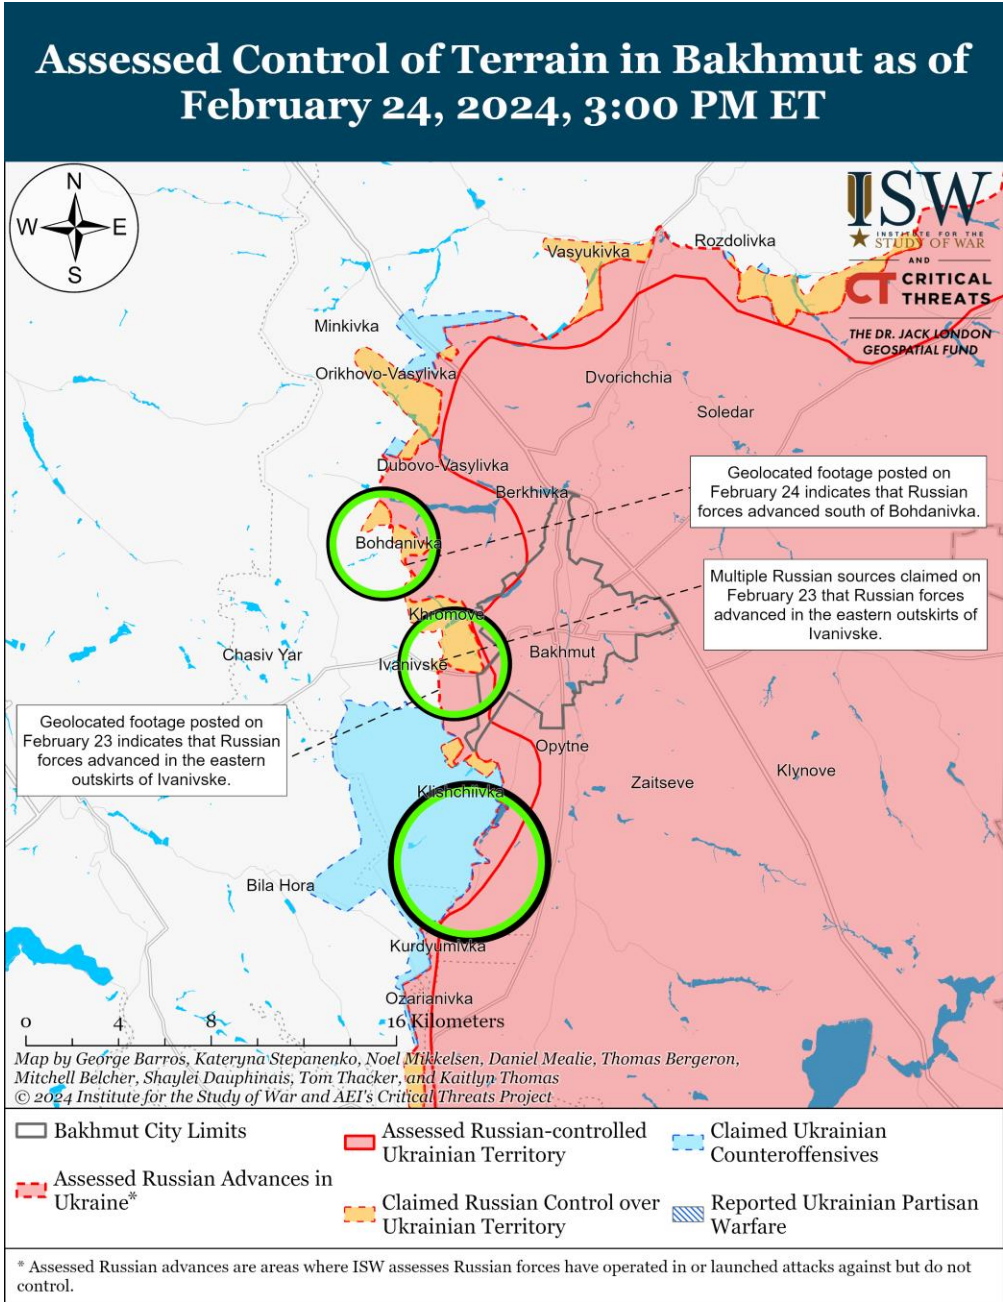 Assessed Control of Terrain in Bakhmut as of
February 24, 2024, 3:00 PM ET
N
W
E
S
ISW
INSTITUTE FOR THE
STUDY OF WAR
AND
CT CRITICAL
THREATS
THE DR. JACK LONDON
GEOSPATIAL FUND
Rozdolivka
Vasyukivka
Minkivka
Orikhovo-Vasylivka
Dvorichchia
Soledar
Dubovo-Vasylivka
Berkhivka
Geolocated footage posted on
February 24 indicates that Russian
forces advanced south of Bohdanivka.
Bohdanivka
Multiple Russian sources claimed on
February 23 that Russian forces
advanced in the eastern outskirts of
Ivanivske.
Khromove
Chasiv Yar
Ivanivske
Bakhmut
Geolocated footage posted on
February 23 indicates that Russian
forces advanced in the eastern
outskirts of Ivanivske.
Opytne
Zaitseve
Klynove
Klishchiivka
Bila Hora
Kurdyumivka
Ozarianivka
0 4 8 16 Kilometers
Map by George Barros, Kateryna Stepanenko, Noel Mikkelsen, Daniel Mealie, Thomas Bergeron,
Mitchell Belcher, Shaylei Dauphinais, Tom Thacker, and Kaitlyn Thomas
© 2024 Institute for the Study of War and AEI's Critical Threats Project
Bakhmut City Limits
Assessed Russian Advances in
Ukraine*
Assessed Russian-controlled
Ukrainian Territory
Claimed Russian Control over
Ukrainian Territory
Claimed Ukrainian
Counteroffensives
Reported Ukrainian Partisan
Warfare
* Assessed Russian advances are areas where ISW assesses Russian forces have operated in or launched attacks against but do not
control.